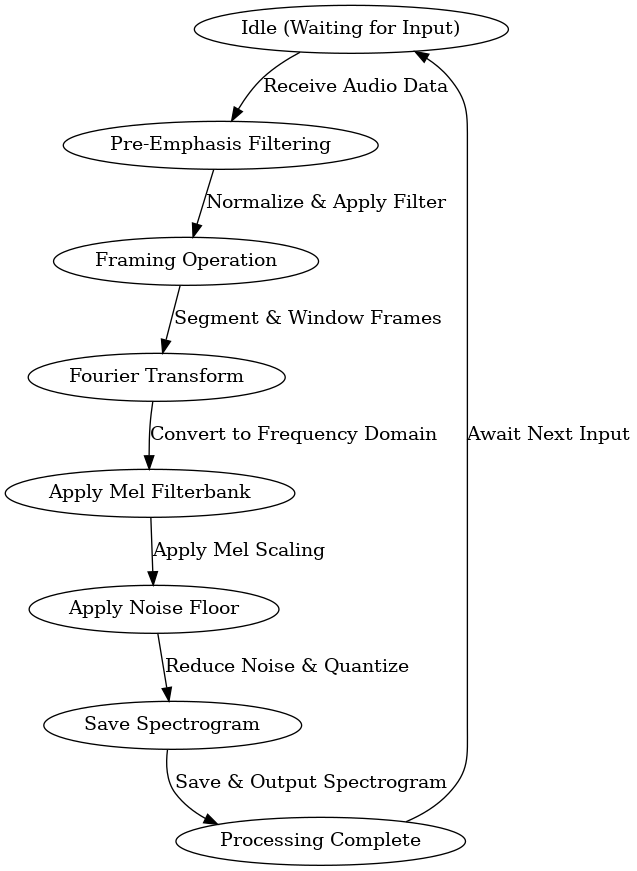 Idle (Waiting for Input)
Receive Audio Data
Pre-Emphasis Filtering
Normalize & Apply Filter
Framing Operation
Segment & Window Frames
Fourier Transform
Convert to Frequency Domain
Await Next Input
Apply Mel Filterbank
Apply Mel Scaling
Apply Noise Floor
Reduce Noise & Quantize
Save Spectrogram
Save & Output Spectrogram
Processing Complete